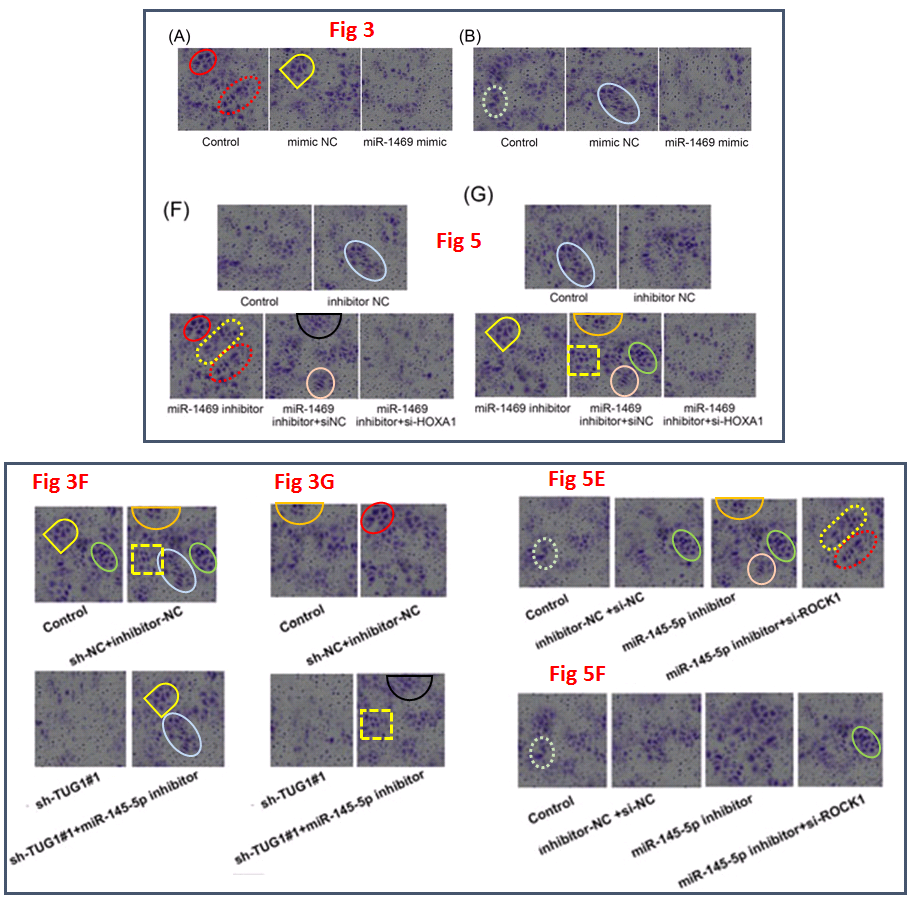 Fig 3
(A)
(B)
Control
mimic NC
miR-1469 mimic
Control
mimic NC
miR-1469 mimic
(F)
(G)
Fig 5
Control
inhibitor NC
Control
inhibitor NC
miR-1469 inhibitor
miR-1469
inhibitor+siNC
miR-1469
inhibitor+si-HOXA1
miR-1469 inhibitor
miR-1469
inhibitor+siNC
miR-1469
inhibitor+si-HOXA1
Fig 3F
Fig 3G
Fig 5E
Control
sh-NC+inhibitor-NC
Control
sh-NC+inhibitor-NC
Control
inhibitor-NC +si-NC
miR-145-5p inhibitor
miR-145-5p inhibitor+si-ROCK1
Fig 5F
sh-TUG1#1
sh-TUG1#1+miR-145-5p inhibitor
sh-TUG1#1
sh-TUG1#1+miR-145-5p inhibitor
Control
inhibitor-NC +si-NC
miR-145-5p inhibitor
miR-145-5p inhibitor+si-ROCK1